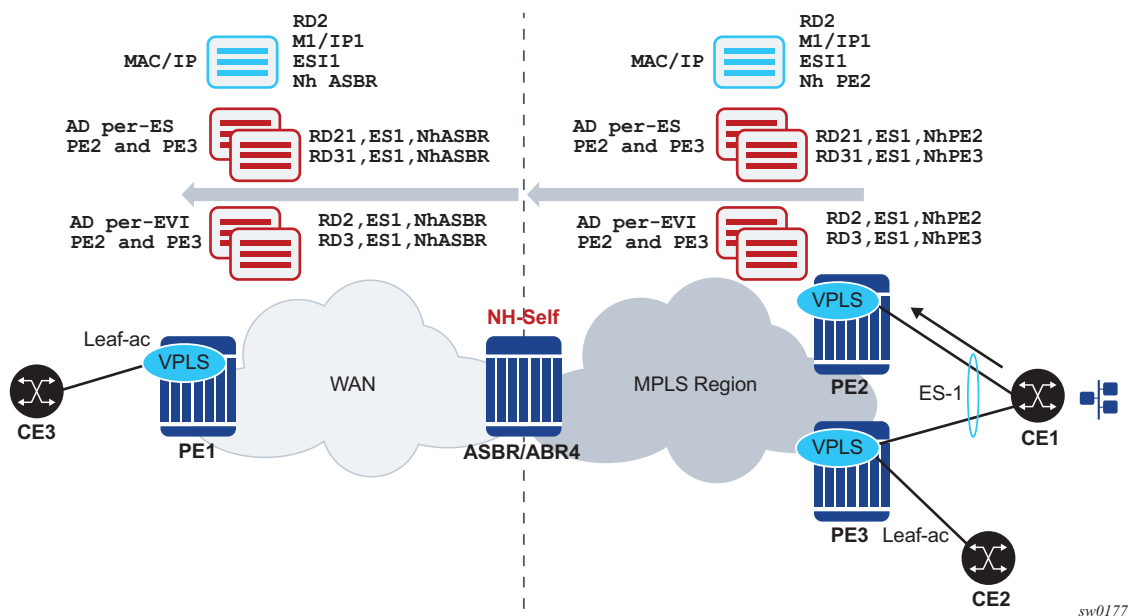 MAC/IP
RD2
M1/IP1
ESI1
Nh ASBR
MAC/IP
RD2
M1/IP1
ESI1
Nh PE2
AD per-ES
PE2 and PE3
RD21,ES1,NhASBR
RD31,ES1,NhASBR
AD per-ES
PE2 and PE3
RD21,ES1,NhPE2
RD31,ES1,NhPE3
AD per-EVI
PE2 and PE3
RD2,ES1,NhASBR
RD3,ES1,NhASBR
AD per-EVI
PE2 and PE3
RD2,ES1,NhPE2
RD3,ES1,NhPE3
NH-Self
VPLS
Leaf-ac
VPLS
WAN
MPLS Region
PE2
ES-1
CE3
PE1
ASBR/ABR4
CE1
VPLS
PE3
Leaf-ac
CE2
sw0177